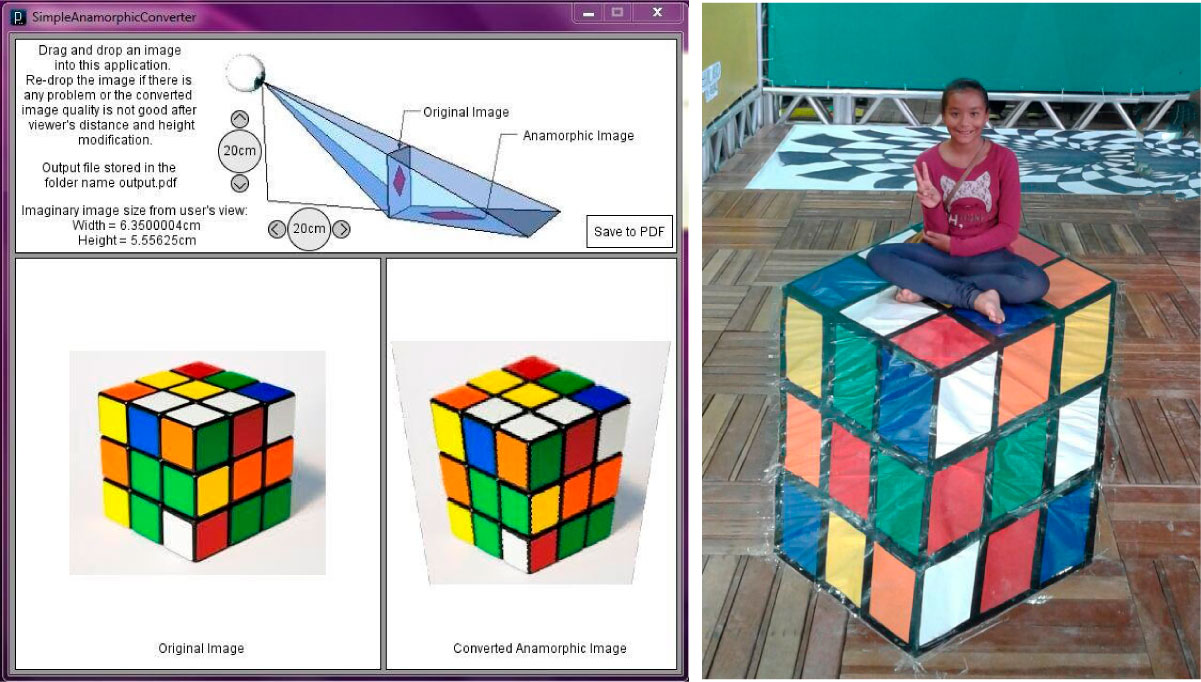 SimpleAnamorphicConverter
Drag and drop an image
into this application.
Re-drop the image if there is
any problem or the converted
image quality is not good after
viewer's distance and height
modification.
Output file stored in the
folder name output.pdf
Imaginary image size from user's view:
Width = 6.3500004cm
Height = 5.55625cm
20cm
20cm
Original Image
Anamorphic Image
Save to PDF
Original Image
Converted Anamorphic Image